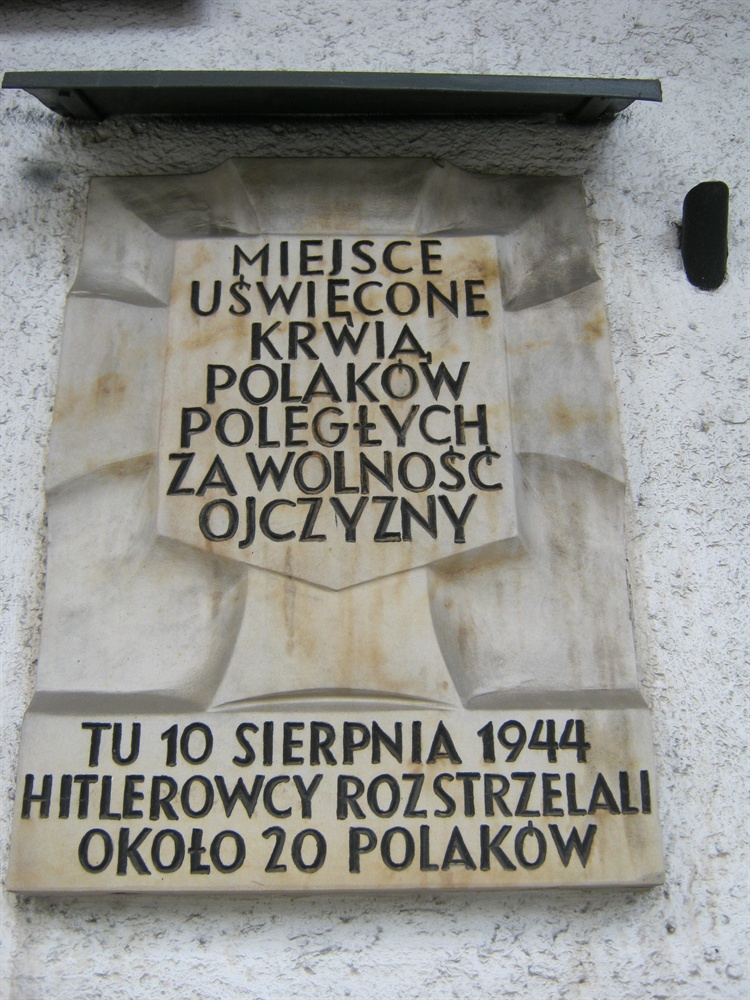 MIEJSCE
UŚWIĘCONE
KRWIĄ
POLAKÓW
POLEGŁYCH
ZA WOLNOŚĆ
OJCZYZNY
TU 10 SIERPNIA 1944
HITLEROWCY ROZSTRZELALI
OKOŁO 20 POLAKÓW